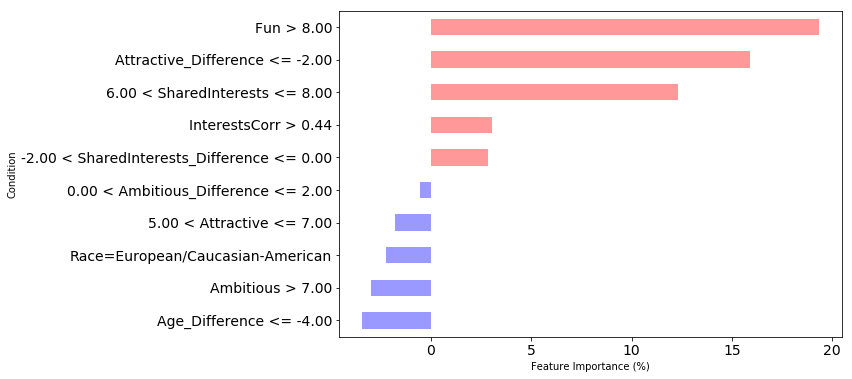 Fun > 8.00
Attractive_Difference <= -2.00
6.00 < SharedInterests <= 8.00
InterestsCorr > 0.44
-2.00 < SharedInterests_Difference <= 0.00
0.00 < Ambitious_Difference <= 2.00
5.00 < Attractive <= 7.00
Race=European/Caucasian-American
Ambitious > 7.00
Age_Difference <= -4.00
Condition
0 5 10 15 20
Feature Importance (%)